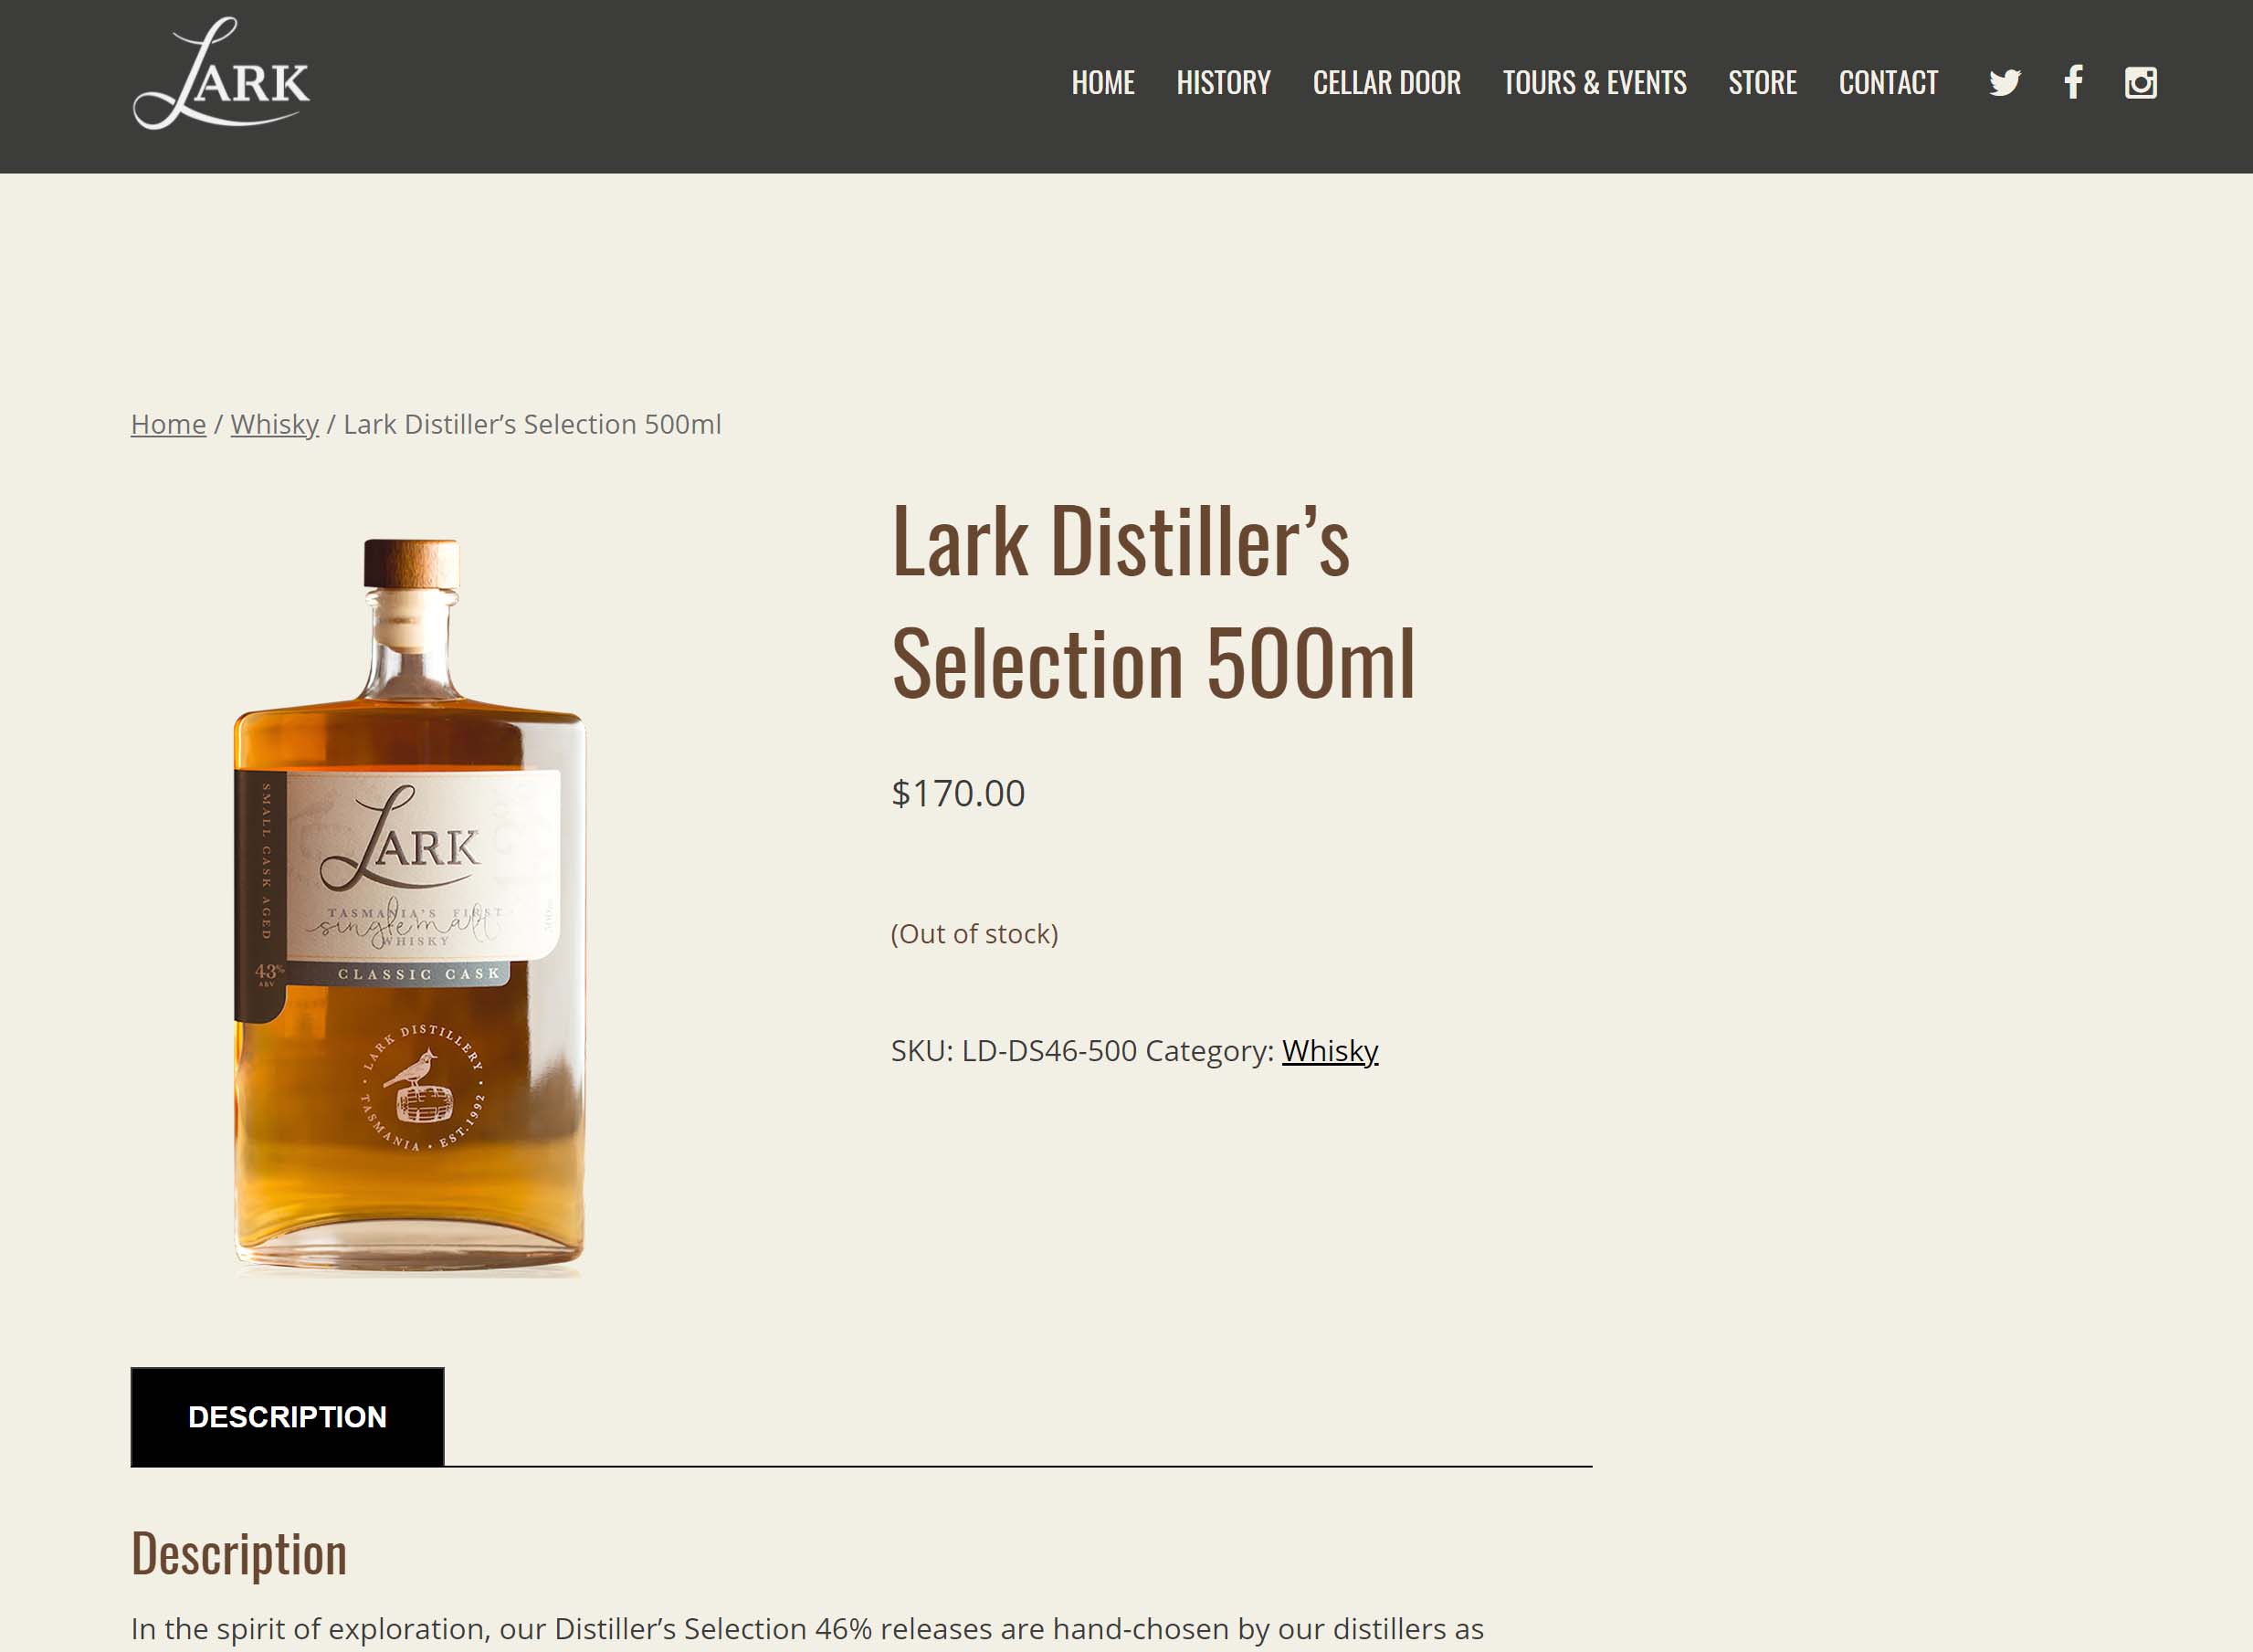 LARK
HOME HISTORY CELLAR DOOR TOURS & EVENTS STORE CONTACT
Home / Whisky / Lark Distiller’s Selection 500ml
Lark Distiller’s
Selection 500ml
$170.00
(Out of stock)
SKU: LD-DS46-500 Category: Whisky
SMALL CASK AGED
43%
ABV
LARK
TASMANIA'S FIRST
single malt
WHISKY
CLASSIC CASK
LARK DISTILLERY • EST. 1992 • TASMANIA •
DESCRIPTION
Description
In the spirit of exploration, our Distiller’s Selection 46% releases are hand-chosen by our distillers as